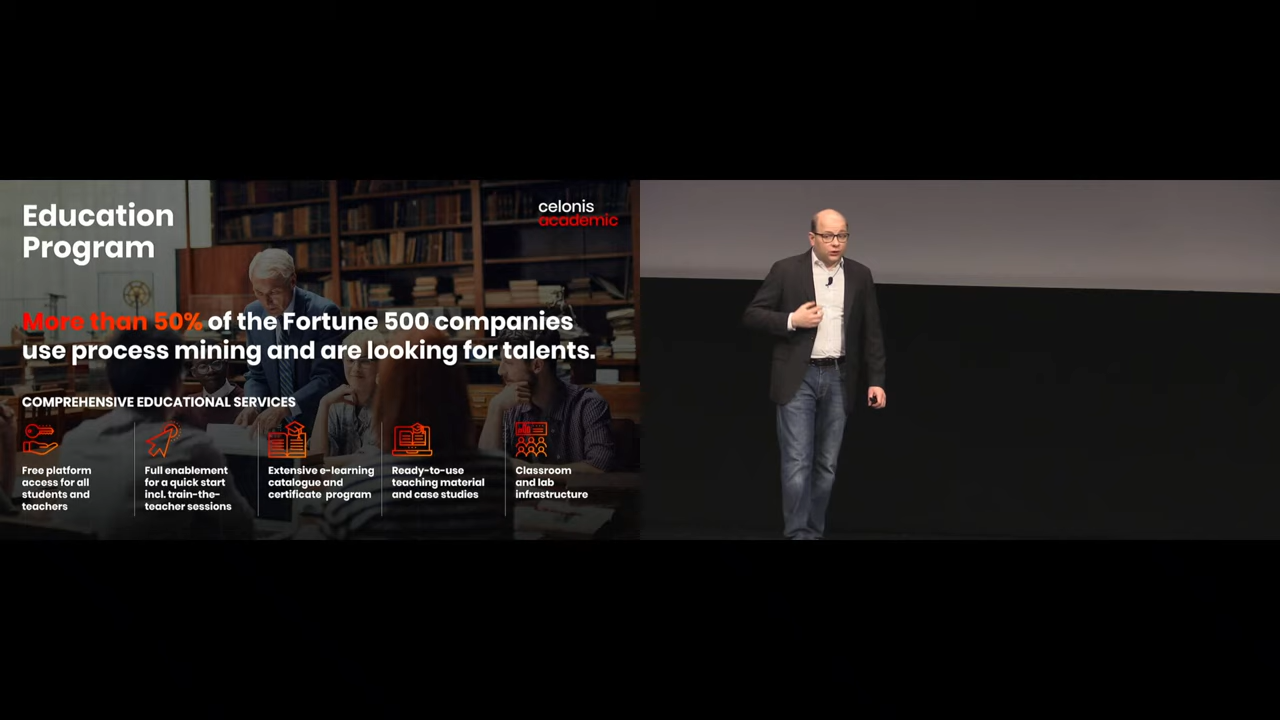 Education
Program
celonis
academic
More than 50% of the Fortune 500 companies
use process mining and are looking for talents.
COMPREHENSIVE EDUCATIONAL SERVICES
Free platform
access for all
students and
teachers
Full enablement
for a quick start
incl. train-the-
teacher sessions
Extensive e-learning
catalogue and
certificate program
Ready-to-use
teaching material
and case studies
Classroom
and lab
infrastructure